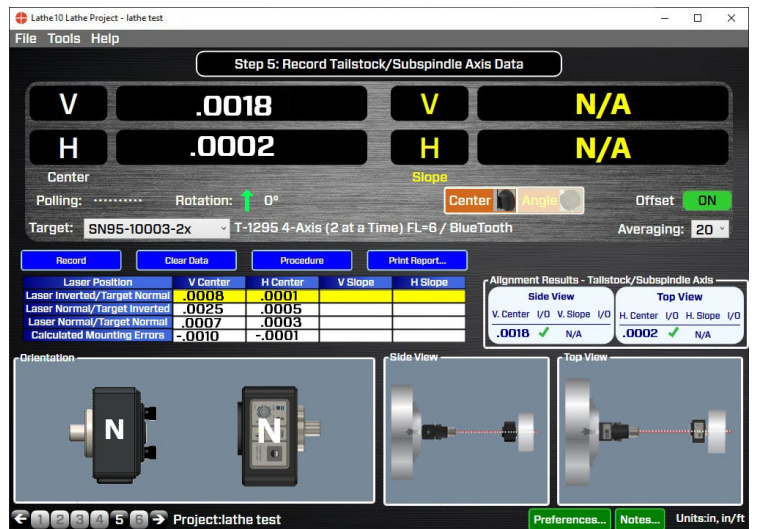 Lathe10 Lathe Project - lathe test
File Tools Help
Step 5: Record Tailstock/Subspindle Axis Data
V .0018 V N/A
H .0002 H N/A
Center Slope
Polling: .......... Rotation: 0° Center Angle Offset ON
Target: SN95-10003-2x T-1295 4-Axis (2 at a Time) FL=6 / BlueTooth Averaging: 20
Record Clear Data Procedure Print Report...
Laser Position V Center H Center V Slope H Slope
Laser Inverted/Target Normal .0008 .0001
Laser Normal/Target Inverted .0025 .0005
Laser Normal/Target Normal .0007 .0003
Calculated Mounting Errors -.0010 -.0001
Alignment Results - Tailstock/Subspindle Axis
Side View Top View
V. Center I/O V. Slope I/O H. Center I/O H. Slope I/O
.0018 N/A .0002 N/A
Orientation Side View Top View
N N
1 2 3 4 5 6 Project:lathe test Preferences... Notes... Units:in, in/ft